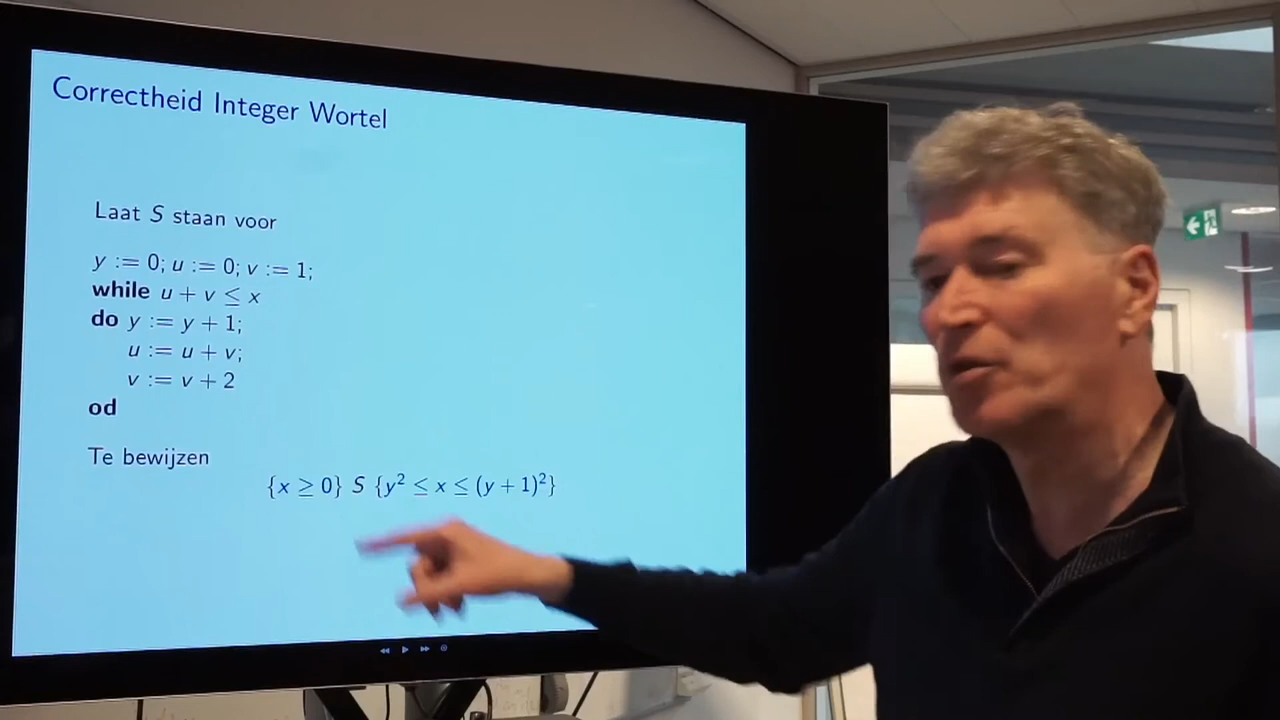 Correctheid Integer Wortel
Laat S staan voor
y := 0; u := 0; v := 1;
while u + v ≤ x
do y := y + 1;
u := u + v;
v := v + 2
od
Te bewijzen
{x ≥ 0} S {y² ≤ x ≤ (y + 1)²}